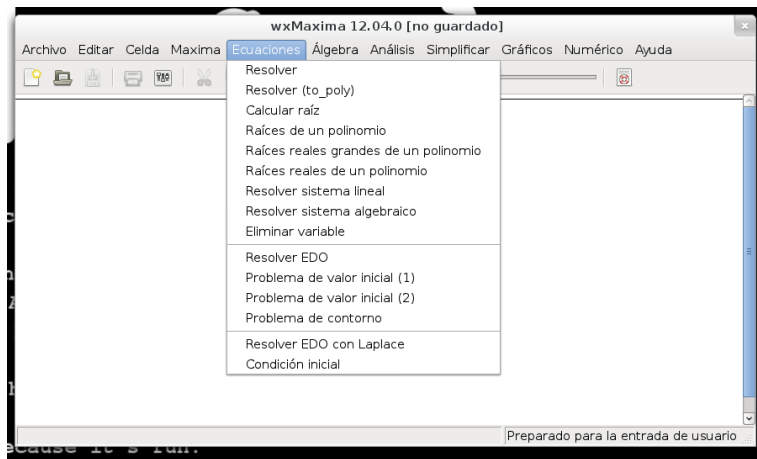 wxMaxima 12.04.0 [no guardado]
Archivo Editar Celda Maxima Ecuaciones Álgebra Análisis Simplificar Gráficos Numérico Ayuda
Resolver
Resolver (to_poly)
Calcular raíz
Raíces de un polinomio
Raíces reales grandes de un polinomio
Raíces reales de un polinomio
Resolver sistema lineal
Resolver sistema algebraico
Eliminar variable
Resolver EDO
Problema de valor inicial (1)
Problema de valor inicial (2)
Problema de contorno
Resolver EDO con Laplace
Condición inicial
Preparado para la entrada de usuario